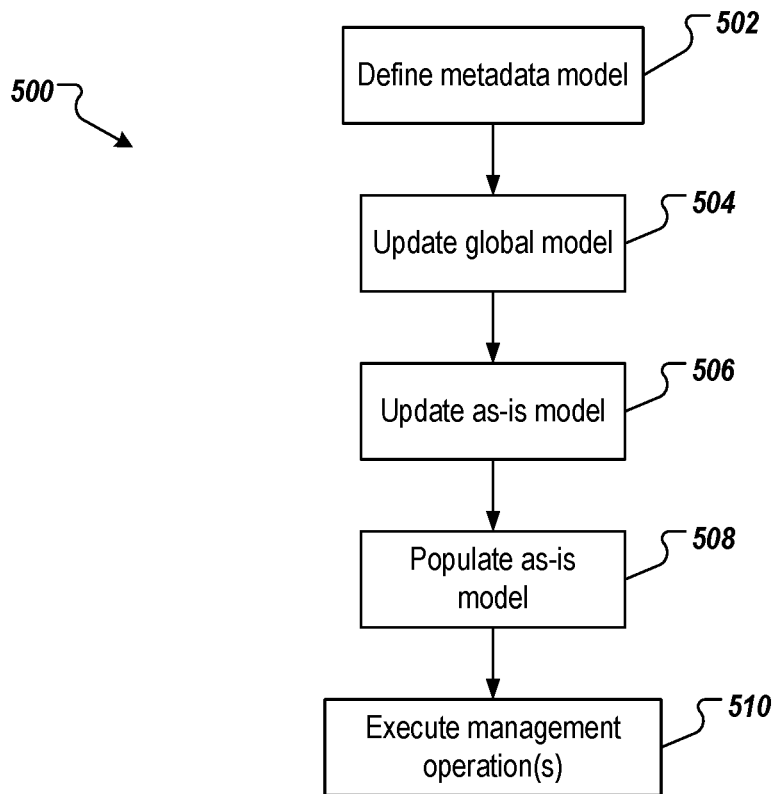 502
Define metadata model
500
504
Update global model
506
Update as-is model
508
Populate as-is
model
510
Execute management
operation(s)